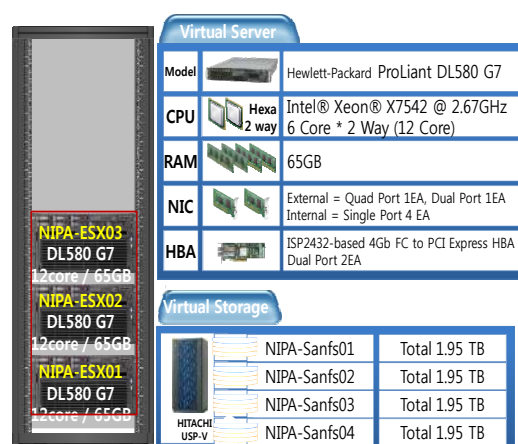 Virtual Server
Model
Hewlett-Packard ProLiant DL580 G7
CPU
Hexa
2 way
Intel® Xeon® X7542 @ 2.67GHz
6 Core * 2 Way (12 Core)
RAM
65GB
NIC
External = Quad Port 1EA, Dual Port 1EA
Internal = Single Port 4 EA
HBA
ISP2432-based 4Gb FC to PCI Express HBA
Dual Port 2EA
NIPA-ESX03
DL580 G7
12core / 65GB
NIPA-ESX02
DL580 G7
12core / 65GB
NIPA-ESX01
DL580 G7
12core / 65GB
Virtual Storage
HITACHI
USP-V
NIPA-Sanfs01 Total 1.95 TB
NIPA-Sanfs02 Total 1.95 TB
NIPA-Sanfs03 Total 1.95 TB
NIPA-Sanfs04 Total 1.95 TB